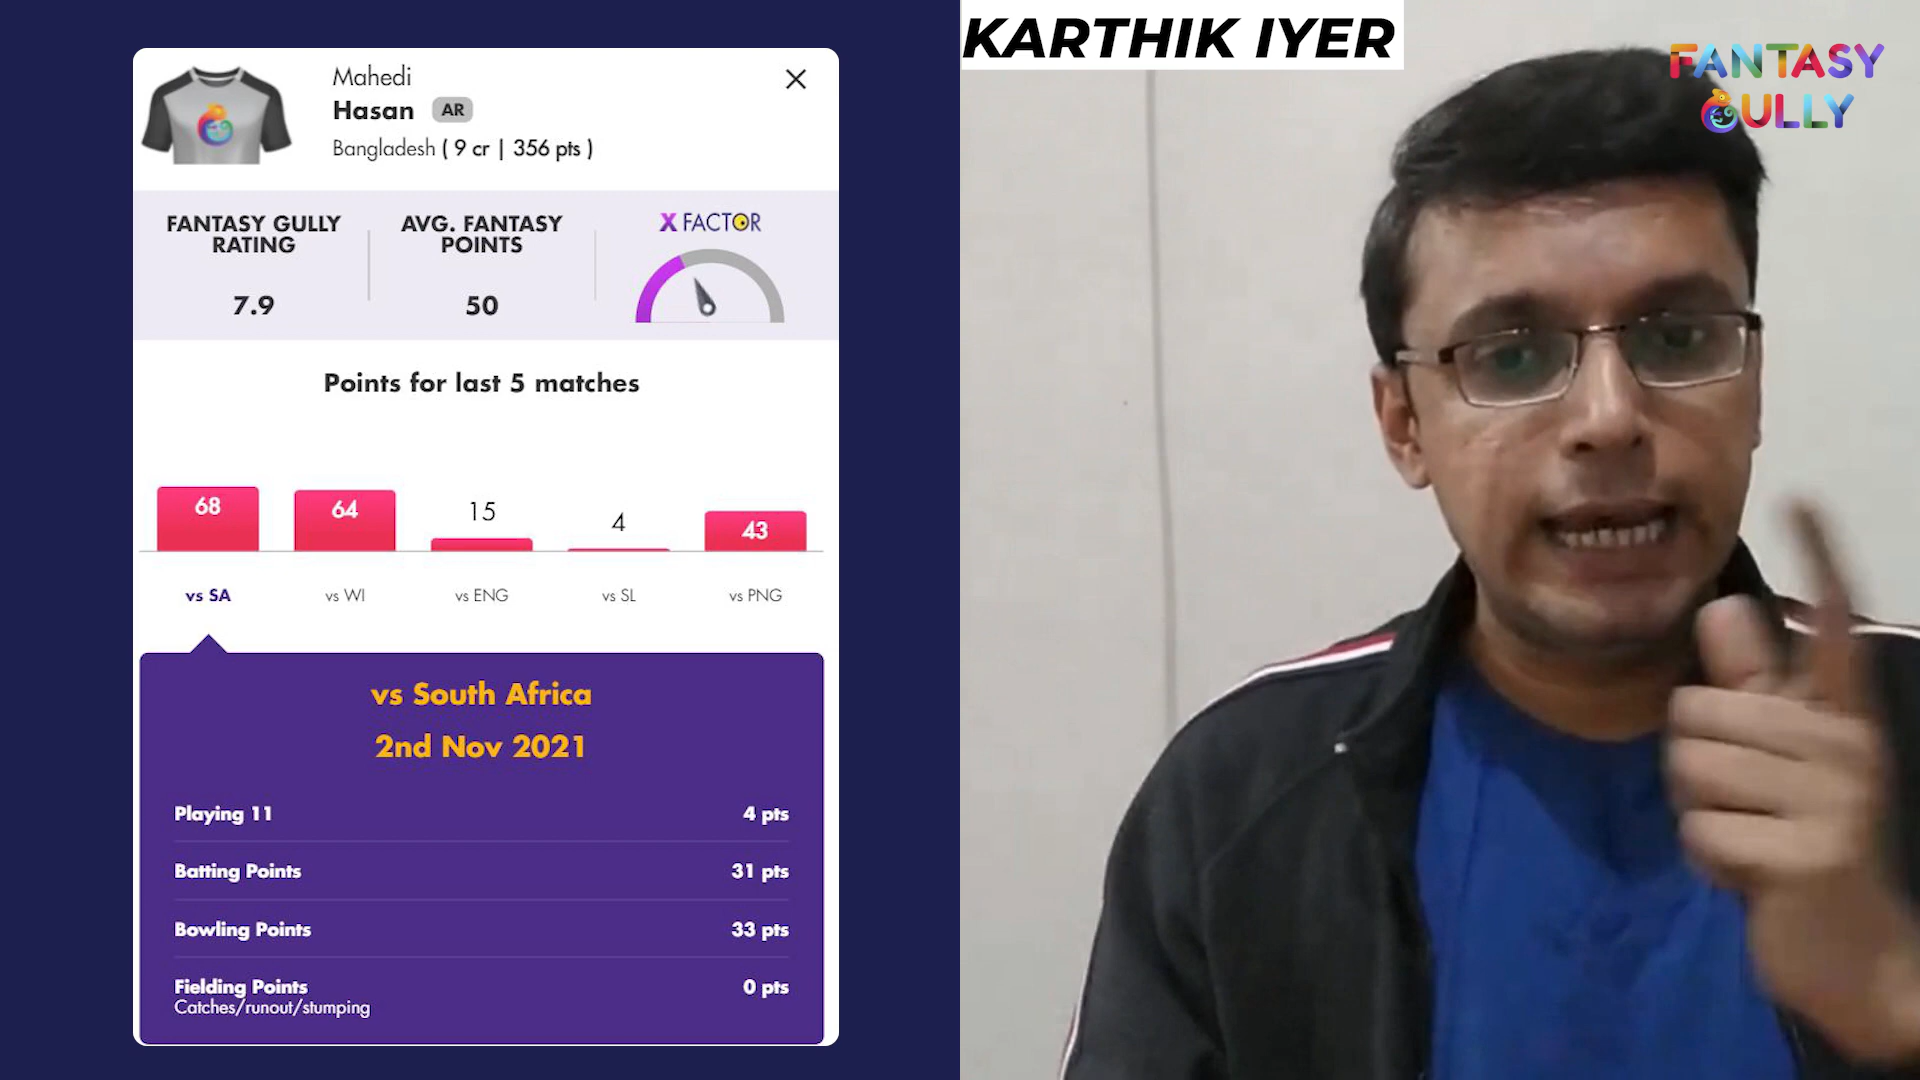 Mahedi
Hasan AR
Bangladesh ( 9 cr | 356 pts )
FANTASY GULLY
RATING
7.9
AVG. FANTASY
POINTS
50
X FACTOR
Points for last 5 matches
68 64 15 4 43
vs SA vs WI vs ENG vs SL vs PNG
vs South Africa
2nd Nov 2021
Playing 11 4 pts
Batting Points 31 pts
Bowling Points 33 pts
Fielding Points 0 pts
Catches/runout/stumping
KARTHIK IYER
FANTASY
GULLY